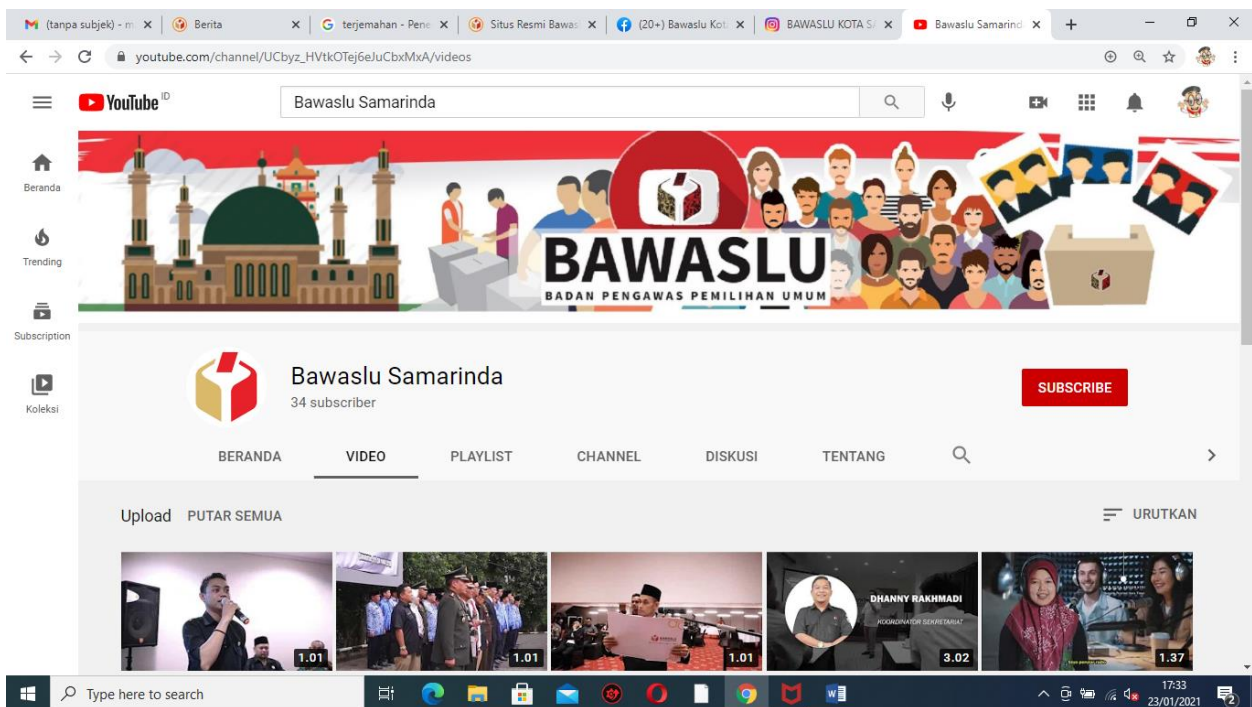 (tanpa subjek) - m
Berita
terjemahan - Pene
Situs Resmi Bawas
(20+) Bawaslu Kot
BAWASLU KOTA SA
Bawaslu Samarind
youtube.com/channel/UCbyz_HVtkOTej6eJuCbxMxA/videos
YouTube ID
Bawaslu Samarinda
Beranda
Trending
Subscription
Koleksi
BAWASLU
BADAN PENGAWAS PEMILIHAN UMUM
Bawaslu Samarinda
34 subscriber
SUBSCRIBE
BERANDA VIDEO PLAYLIST CHANNEL DISKUSI TENTANG
Upload PUTAR SEMUA
URUTKAN
1.01
1.01
1.01
DHANNY RAKHMADI
KOORDINATOR SEKRETARIAT
3.02
1.37
Type here to search
17:33
23/01/2021
2